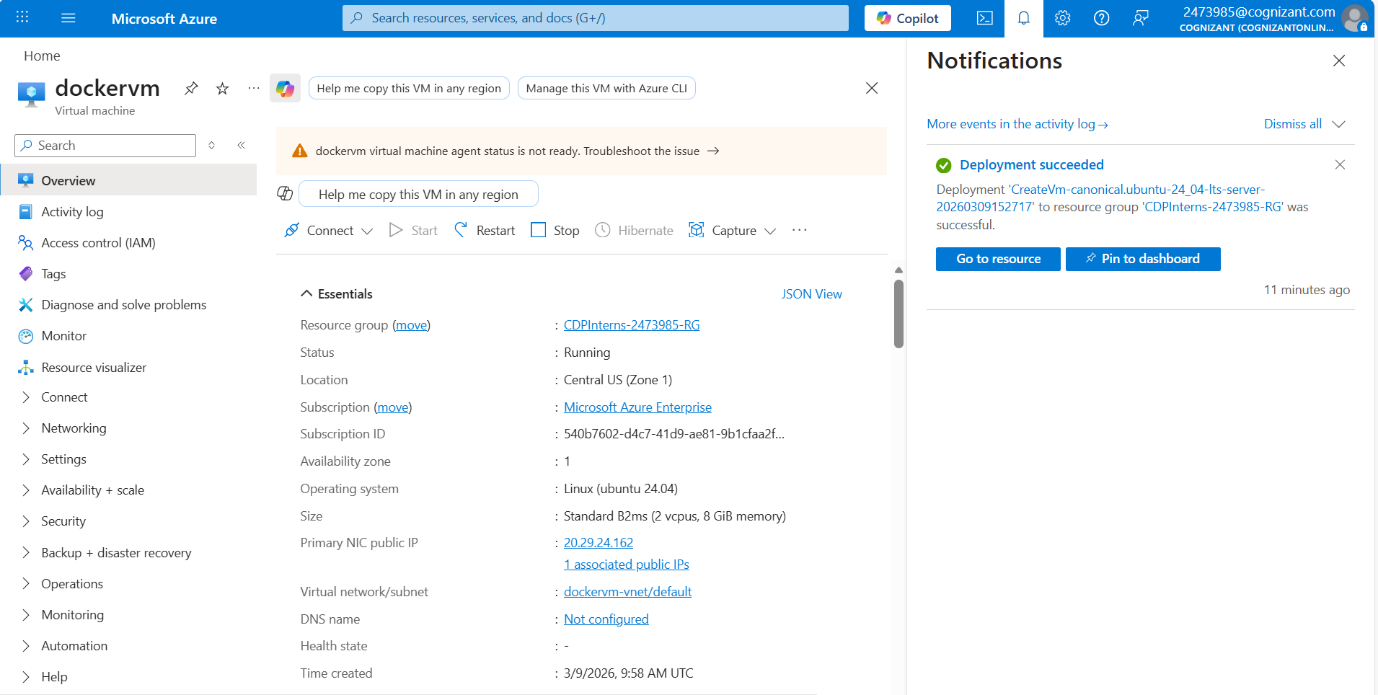 Microsoft Azure
Search resources, services, and docs (G+/)
Copilot
2473985@cognizant.com
COGNIZANT (COGNIZANTONLIN...
Home
dockervm
Virtual machine
Search
Overview
Activity log
Access control (IAM)
Tags
Diagnose and solve problems
Monitor
Resource visualizer
Connect
Networking
Settings
Availability + scale
Security
Backup + disaster recovery
Operations
Monitoring
Automation
Help
Help me copy this VM in any region
Manage this VM with Azure CLI
dockervm virtual machine agent status is not ready. Troubleshoot the issue →
Help me copy this VM in any region
Connect Start Restart Stop Hibernate Capture ...
Essentials JSON View
Resource group (move) : CDPInterns-2473985-RG
Status : Running
Location : Central US (Zone 1)
Subscription (move) : Microsoft Azure Enterprise
Subscription ID : 540b7602-d4c7-41d9-ae81-9b1cfaa2f...
Availability zone : 1
Operating system : Linux (ubuntu 24.04)
Size : Standard B2ms (2 vcpus, 8 GiB memory)
Primary NIC public IP : 20.29.24.162
1 associated public IPs
Virtual network/subnet : dockervm-vnet/default
DNS name : Not configured
Health state : -
Time created : 3/9/2026, 9:58 AM UTC
Notifications
More events in the activity log → Dismiss all
Deployment succeeded
Deployment 'CreateVm-canonical.ubuntu-24_04-lts-server-
20260309152717' to resource group 'CDPInterns-2473985-RG' was
successful.
Go to resource Pin to dashboard
11 minutes ago